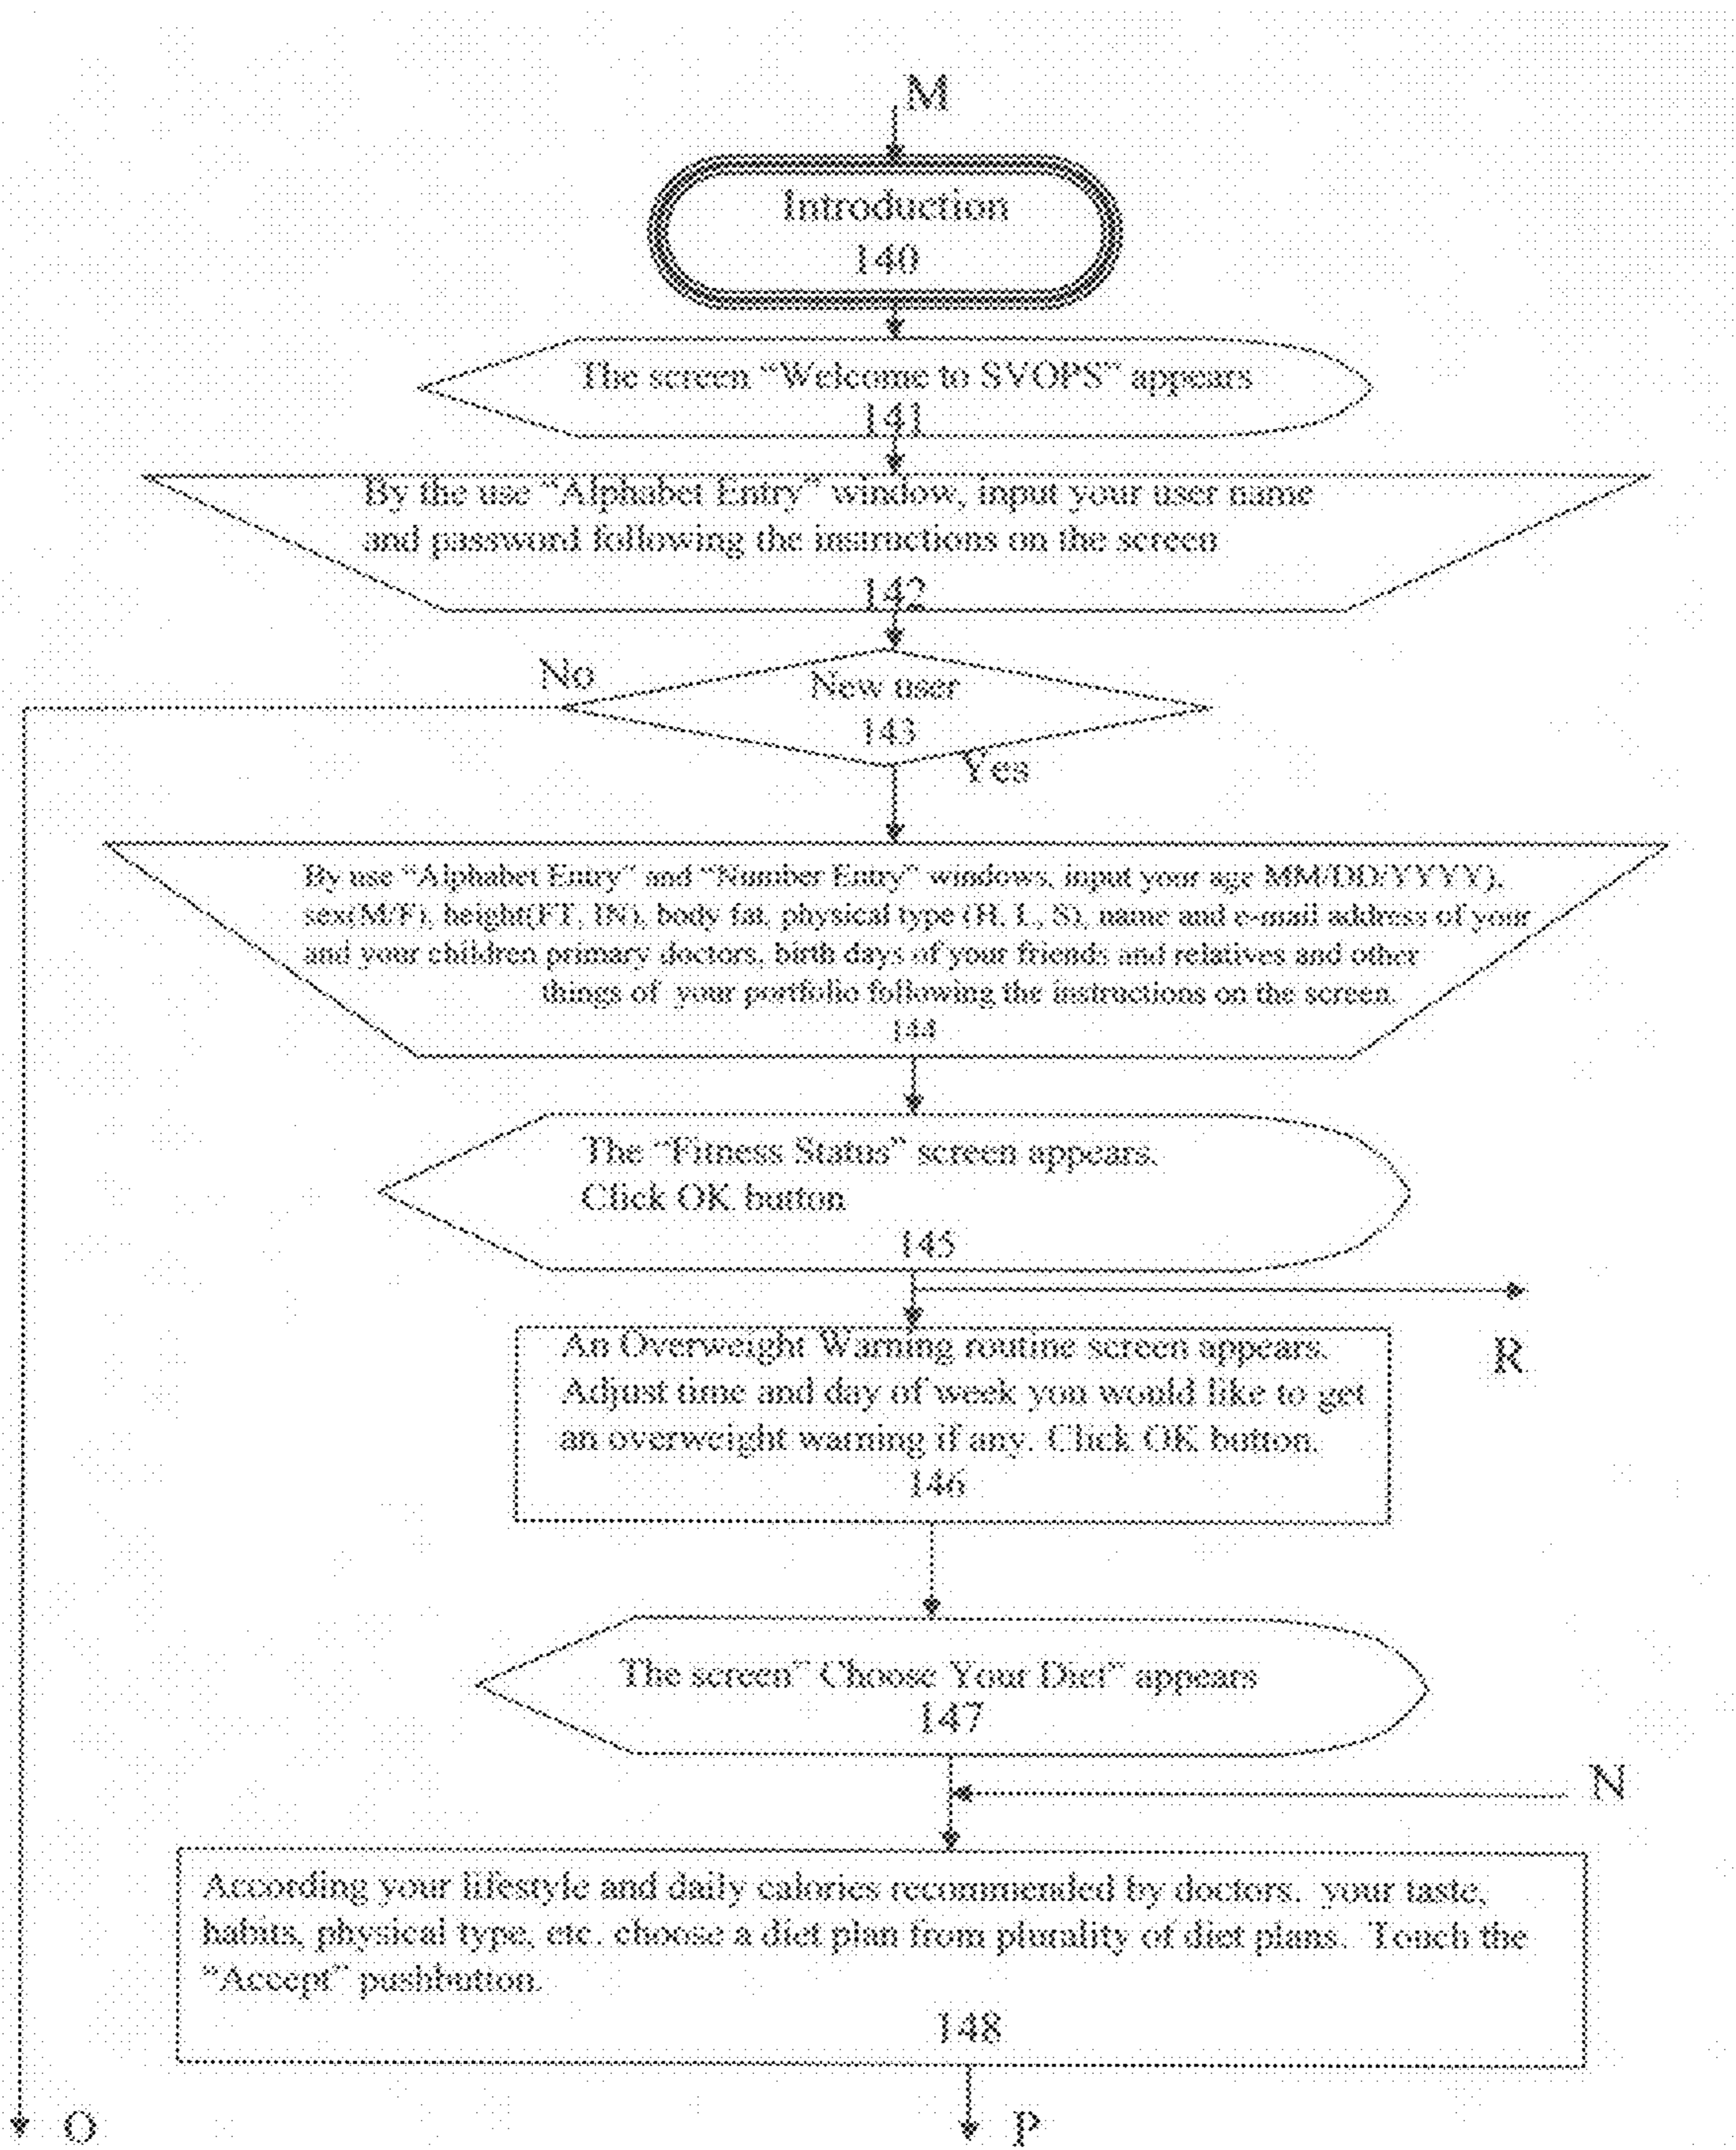 M
Introduction
140
The screen “Welcome to SVOPS” appears
141
By the use “Alphabet Entry” window, input your user name
and password following the instructions on the screen
142
No
New user
143
Yes
By use “Alphabet Entry” and “Number Entry” windows, input your age MM/DD/YYYY),
sex(M/F), height(FT, IN), body fat, physical type (H, L, S), name and e-mail address of your
and your children primary doctors, birth days of your friends and relatives and other
things of your portfolio following the instructions on the screen.
144
The “Fitness Status” screen appears.
Click OK button
145
R
An Overweight Warning routine screen appears.
Adjust time and day of week you would like to get
an overweight warning if any. Click OK button.
146
The screen” Choose Your Diet” appears
147
N
According your lifestyle and daily calories recommended by doctors. your taste,
habits, physical type, etc. choose a diet plan from plurality of diet plans. Touch the
“Accept” pushbutton.
148
O
P